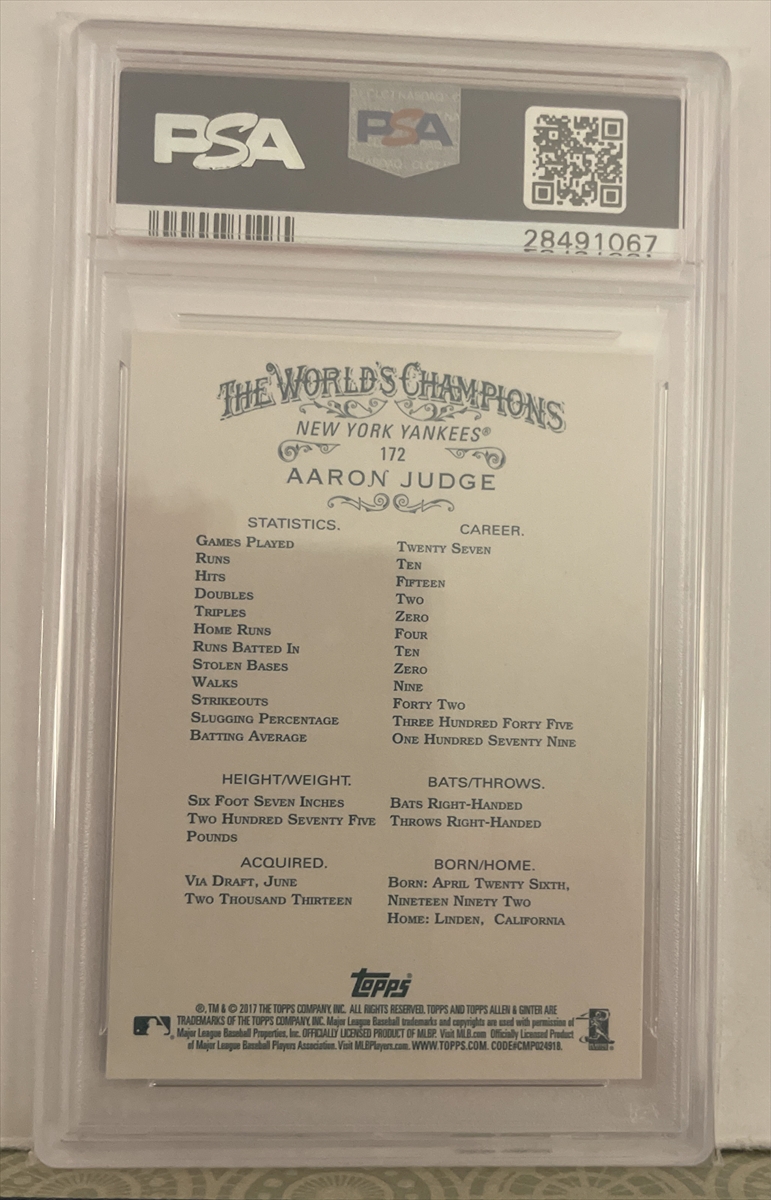 PSA
PSA
28491067
THE WORLD'S CHAMPIONS
NEW YORK YANKEES®
172
AARON JUDGE
STATISTICS. CAREER.
GAMES PLAYED TWENTY SEVEN
RUNS TEN
HITS FIFTEEN
DOUBLES TWO
TRIPLES ZERO
HOME RUNS FOUR
RUNS BATTED IN TEN
STOLEN BASES ZERO
WALKS NINE
STRIKEOUTS FORTY TWO
SLUGGING PERCENTAGE THREE HUNDRED FORTY FIVE
BATTING AVERAGE ONE HUNDRED SEVENTY NINE
HEIGHT/WEIGHT. BATS/THROWS.
SIX FOOT SEVEN INCHES BATS RIGHT-HANDED
TWO HUNDRED SEVENTY FIVE THROWS RIGHT-HANDED
POUNDS
ACQUIRED. BORN/HOME.
VIA DRAFT, JUNE BORN: APRIL TWENTY SIXTH,
TWO THOUSAND THIRTEEN NINETEEN NINETY TWO
HOME: LINDEN, CALIFORNIA
Topps®
®, TM & © 2017 THE TOPPS COMPANY, INC. ALL RIGHTS RESERVED. TOPPS AND TOPPS ALLEN & GINTER ARE
TRADEMARKS OF THE TOPPS COMPANY, INC. Major League Baseball trademarks and copyrights are used with permission of
Major League Baseball Properties, Inc. OFFICIALLY LICENSED PRODUCT OF MLBP. Visit MLB.com Officially Licensed Product
of Major League Baseball Players Association. Visit MLBPlayers.com. WWW.TOPPS.COM. CODE#CMP02491B.